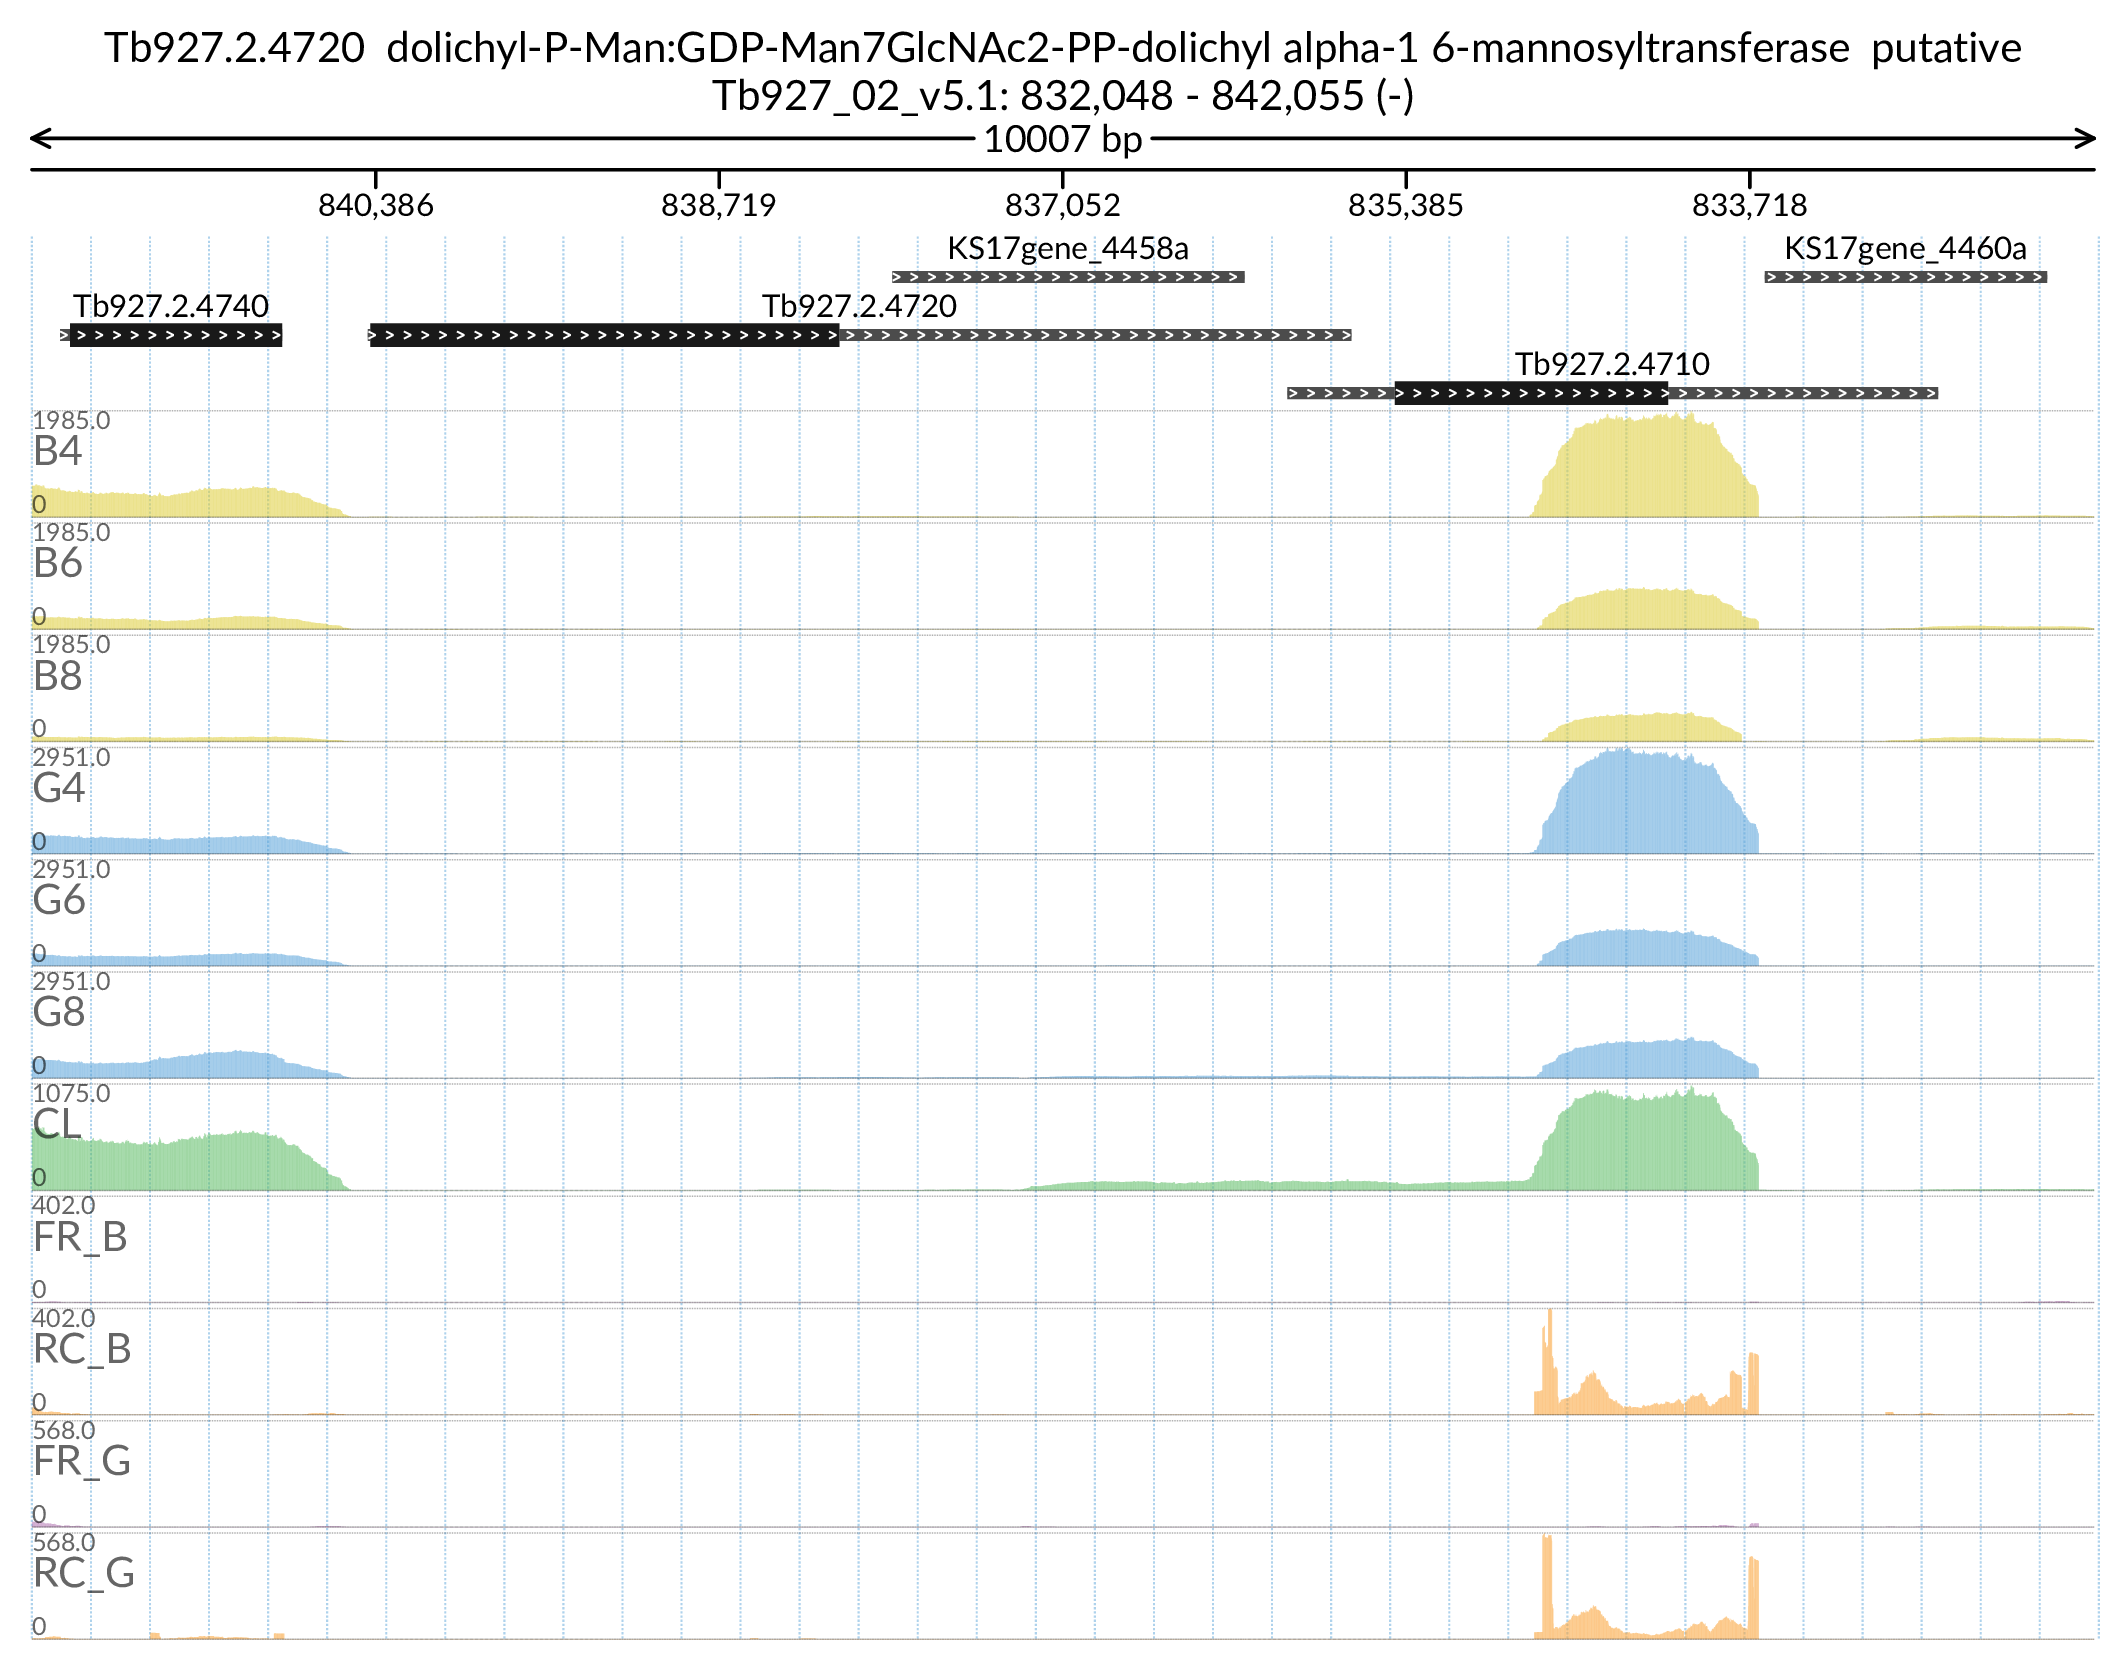 Tb927.2.4720  dolichyl-P-Man:GDP-Man7GlcNAc2-PP-dolichyl alpha-1 6-mannosyltransferase  putative
Tb927_02_v5.1: 832,048 - 842,055 (-)
10007 bp
840,386 838,719 837,052 835,385 833,718
KS17gene_4458a KS17gene_4460a
Tb927.2.4740 Tb927.2.4720
Tb927.2.4710
1985.0
B4
0
1985.0
B6
0
1985.0
B8
0
2951.0
G4
0
2951.0
G6
0
2951.0
G8
0
1075.0
CL
0
402.0
FR_B
0
402.0
RC_B
0
568.0
FR_G
0
568.0
RC_G
0